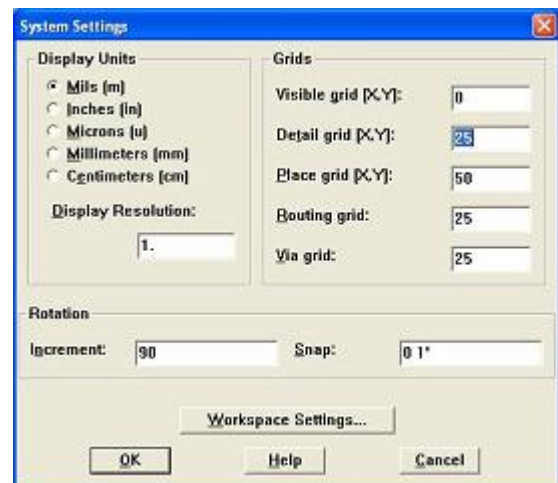 System Settings
Display Units
Mils (m)
Inches (in)
Microns (u)
Millimeters (mm)
Centimeters (cm)
Display Resolution:
1.
Grids
Visible grid [X,Y]:
0
Detail grid [X,Y]:
25
Place grid [X,Y]:
50
Routing grid:
25
Via grid:
25
Rotation
Increment:
90
Snap:
0 1"
Workspace Settings...
OK
Help
Cancel